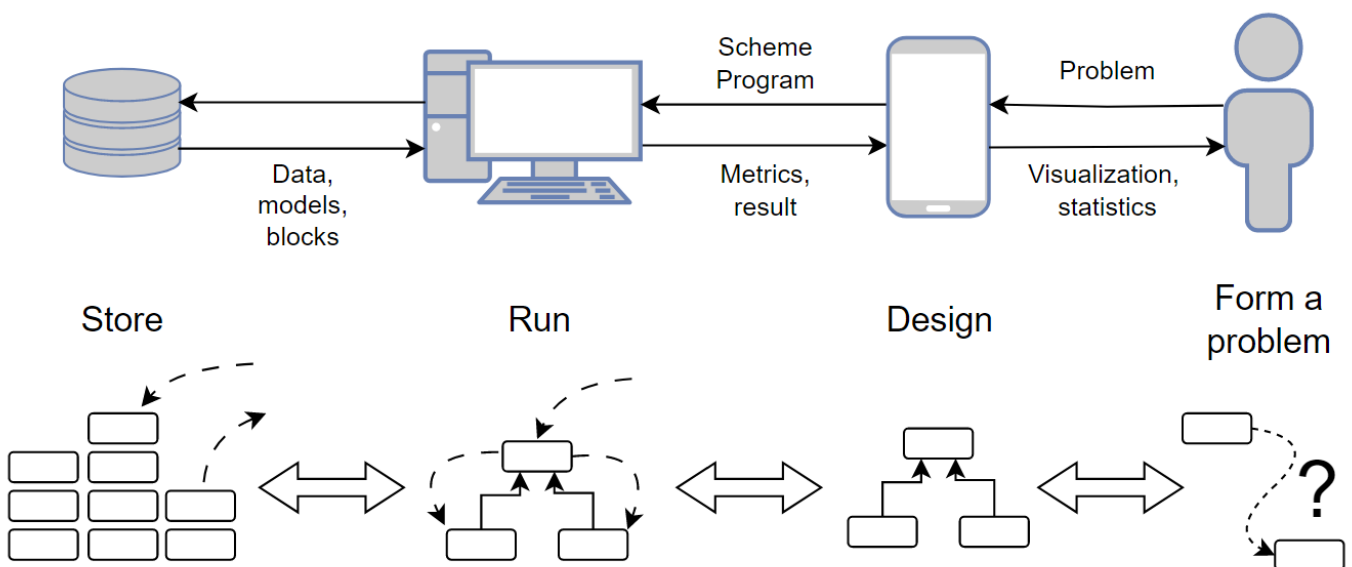 Scheme
Program
Problem
Data,
models,
blocks
Metrics,
result
Visualization,
statistics
Store
Run
Design
Form a
problem
?